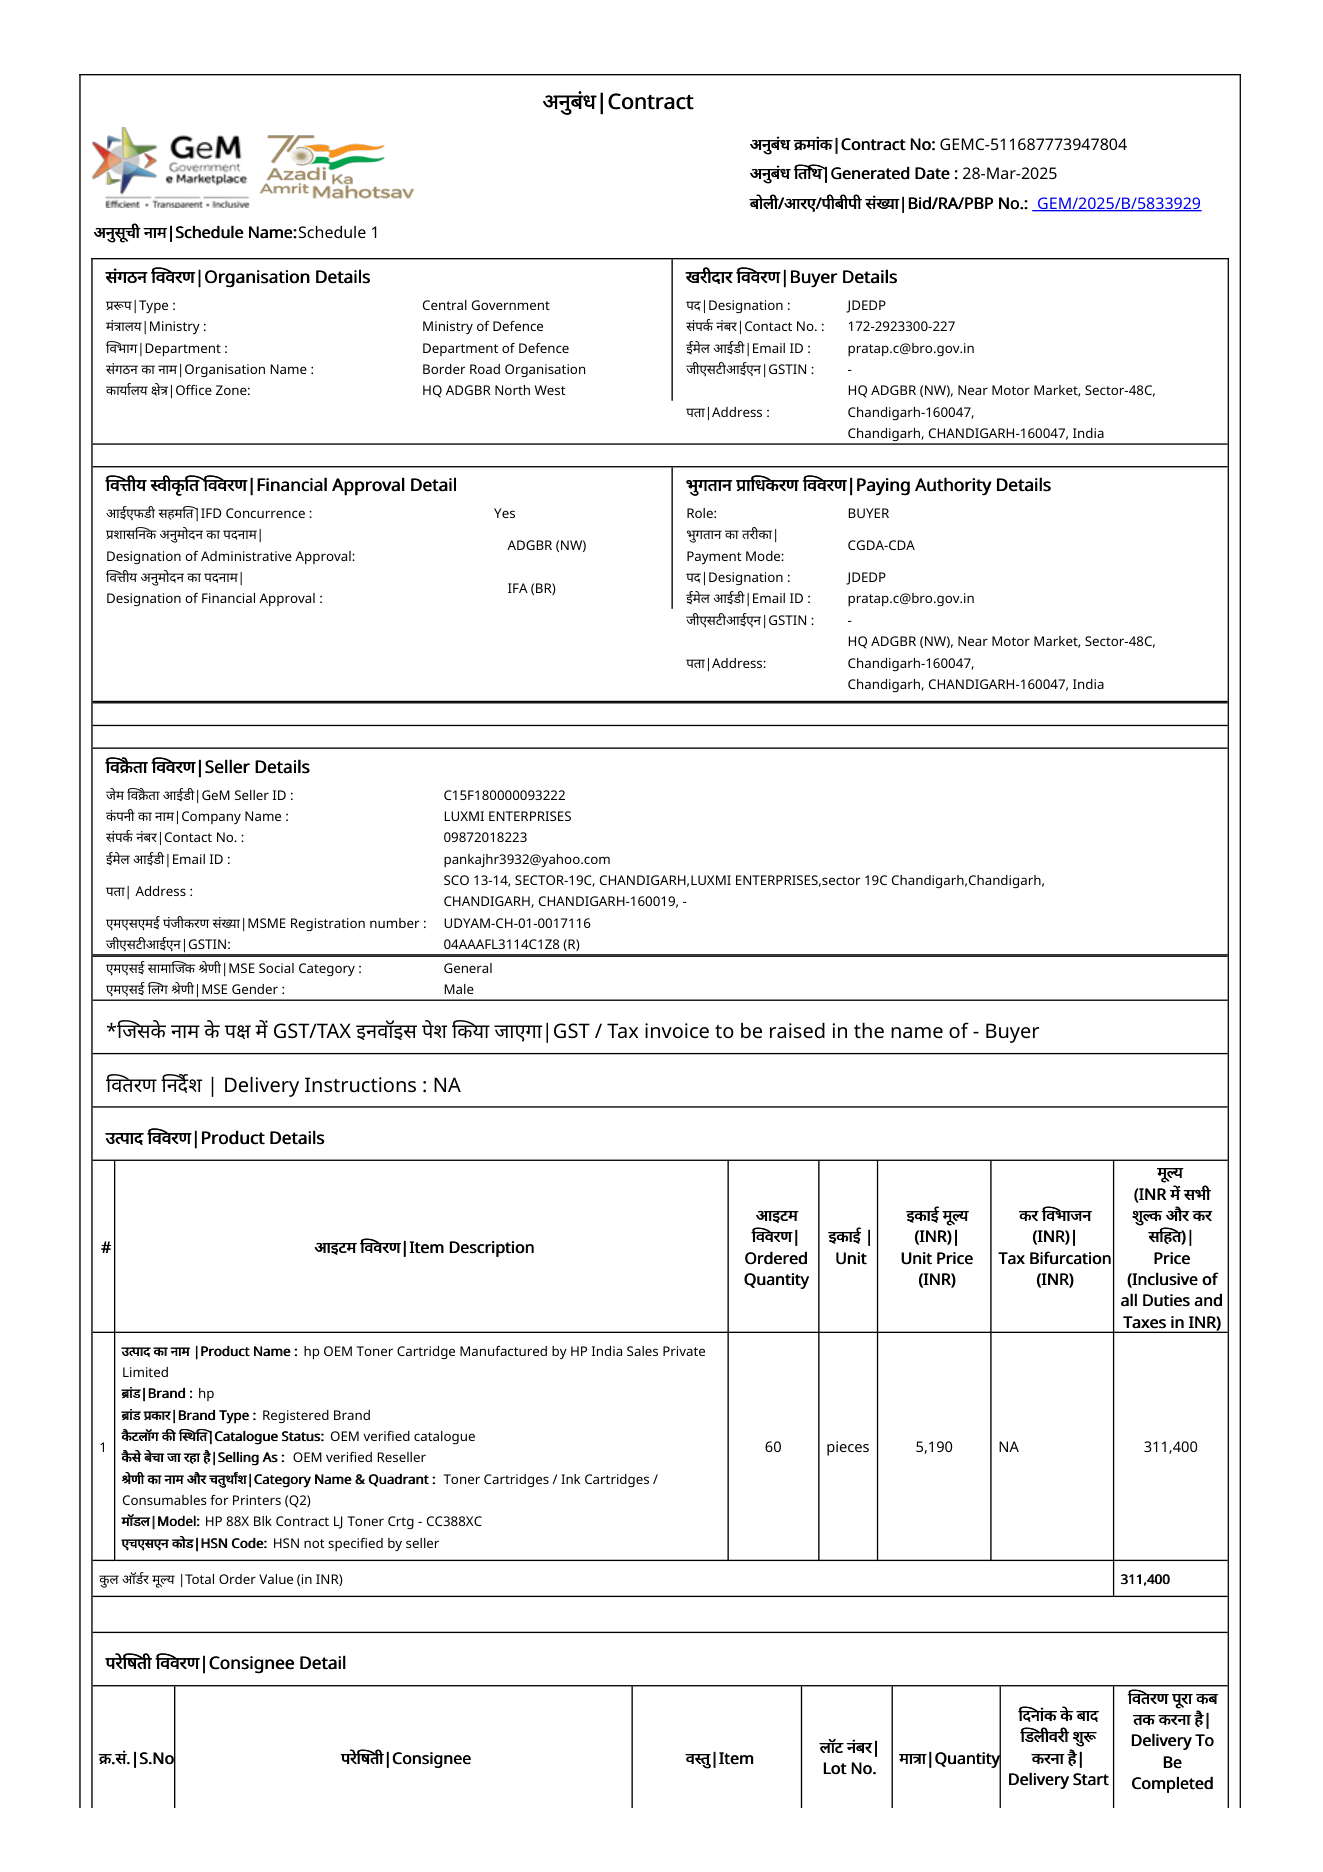 अनुबंध|Contract
GeM
Government
e Marketplace
Efficient • Transparent • Inclusive
75
Azadi Ka
Amrit Mahotsav
अनुबंध क्रमांक|Contract No: GEMC-511687773947804
अनुबंध तिथि|Generated Date : 28-Mar-2025
बोली/आरए/पीबीपी संख्या|Bid/RA/PBP No.: GEM/2025/B/5833929
अनुसूची नाम|Schedule Name:Schedule 1
संगठन विवरण|Organisation Details
प्ररूप|Type : Central Government
मंत्रालय|Ministry : Ministry of Defence
विभाग|Department : Department of Defence
संगठन का नाम|Organisation Name : Border Road Organisation
कार्यालय क्षेत्र|Office Zone: HQ ADGBR North West
खरीदार विवरण|Buyer Details
पद|Designation : JDEDP
संपर्क नंबर|Contact No. : 172-2923300-227
ईमेल आईडी|Email ID : pratap.c@bro.gov.in
जीएसटीआईएन|GSTIN : -
HQ ADGBR (NW), Near Motor Market, Sector-48C,
पता|Address : Chandigarh-160047,
Chandigarh, CHANDIGARH-160047, India
वित्तीय स्वीकृति विवरण|Financial Approval Detail
आईएफडी सहमति|IFD Concurrence : Yes
प्रशासनिक अनुमोदन का पदनाम|
Designation of Administrative Approval: ADGBR (NW)
वित्तीय अनुमोदन का पदनाम|
Designation of Financial Approval : IFA (BR)
भुगतान प्राधिकरण विवरण|Paying Authority Details
Role: BUYER
भुगतान का तरीका|
Payment Mode: CGDA-CDA
पद|Designation : JDEDP
ईमेल आईडी|Email ID : pratap.c@bro.gov.in
जीएसटीआईएन|GSTIN : -
HQ ADGBR (NW), Near Motor Market, Sector-48C,
पता|Address: Chandigarh-160047,
Chandigarh, CHANDIGARH-160047, India
विक्रेता विवरण|Seller Details
जेम विक्रेता आईडी|GeM Seller ID : C15F180000093222
कंपनी का नाम|Company Name : LUXMI ENTERPRISES
संपर्क नंबर|Contact No. : 09872018223
ईमेल आईडी|Email ID : pankajhr3932@yahoo.com
पता| Address : SCO 13-14, SECTOR-19C, CHANDIGARH,LUXMI ENTERPRISES,sector 19C Chandigarh,Chandigarh,
CHANDIGARH, CHANDIGARH-160019, -
एमएसएमई पंजीकरण संख्या|MSME Registration number : UDYAM-CH-01-0017116
जीएसटीआईएन|GSTIN: 04AAAFL3114C1Z8 (R)
एमएसई सामाजिक श्रेणी|MSE Social Category : General
एमएसई लिंग श्रेणी|MSE Gender : Male
*जिसके नाम के पक्ष में GST/TAX इनवॉइस पेश किया जाएगा|GST / Tax invoice to be raised in the name of - Buyer
वितरण निर्देश | Delivery Instructions : NA
उत्पाद विवरण|Product Details
#
आइटम विवरण|Item Description
आइटम
विवरण|
Ordered
Quantity
इकाई |
Unit
इकाई मूल्य
(INR)|
Unit Price
(INR)
कर विभाजन
(INR)|
Tax Bifurcation
(INR)
मूल्य
(INR में सभी
शुल्क और कर
सहित)|
Price
(Inclusive of
all Duties and
Taxes in INR)
1
उत्पाद का नाम |Product Name : hp OEM Toner Cartridge Manufactured by HP India Sales Private
Limited
ब्रांड|Brand : hp
ब्रांड प्रकार|Brand Type : Registered Brand
कैटलॉग की स्थिति|Catalogue Status: OEM verified catalogue
कैसे बेचा जा रहा है|Selling As : OEM verified Reseller
श्रेणी का नाम और चतुर्थांश|Category Name & Quadrant : Toner Cartridges / Ink Cartridges /
Consumables for Printers (Q2)
मॉडल|Model: HP 88X Blk Contract LJ Toner Crtg - CC388XC
एचएसएन कोड|HSN Code: HSN not specified by seller
60
pieces
5,190
NA
311,400
कुल ऑर्डर मूल्य |Total Order Value (in INR) 311,400
परेषिती विवरण|Consignee Detail
क्र.सं.|S.No
परेषिती|Consignee
वस्तु|Item
लॉट नंबर|
Lot No.
मात्रा|Quantity
दिनांक के बाद
डिलीवरी शुरू
करना है|
Delivery Start
वितरण पूरा कब
तक करना है|
Delivery To
Be
Completed